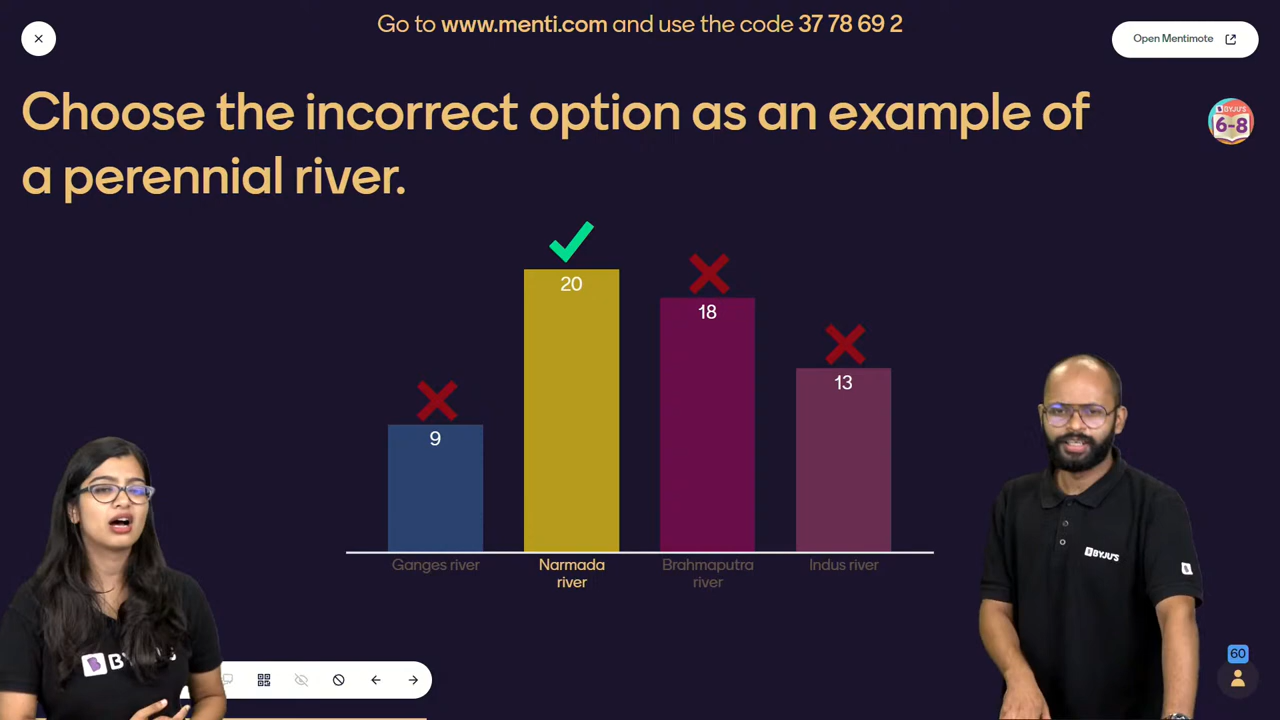 Go to www.menti.com and use the code 37 78 69 2
Open Mentimote
Choose the incorrect option as an example of
a perennial river.
BYJU'S
6-8
20
18
13
9
Ganges river
Narmada
river
Brahmaputra
river
Indus river
BYJU'S
60